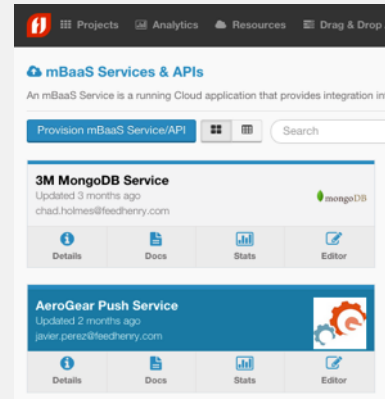 Projects Analytics Resources Drag & Drop
mBaaS Services & APIs
An mBaaS Service is a running Cloud application that provides integration in
Provision mBaaS Service/API Search
3M MongoDB Service
Updated 3 months ago
mongoDB
chad.holmes@feedhenry.com
Details Docs Stats Editor
AeroGear Push Service
Updated 2 months ago
javier.perez@feedhenry.com
Details Docs Stats Editor